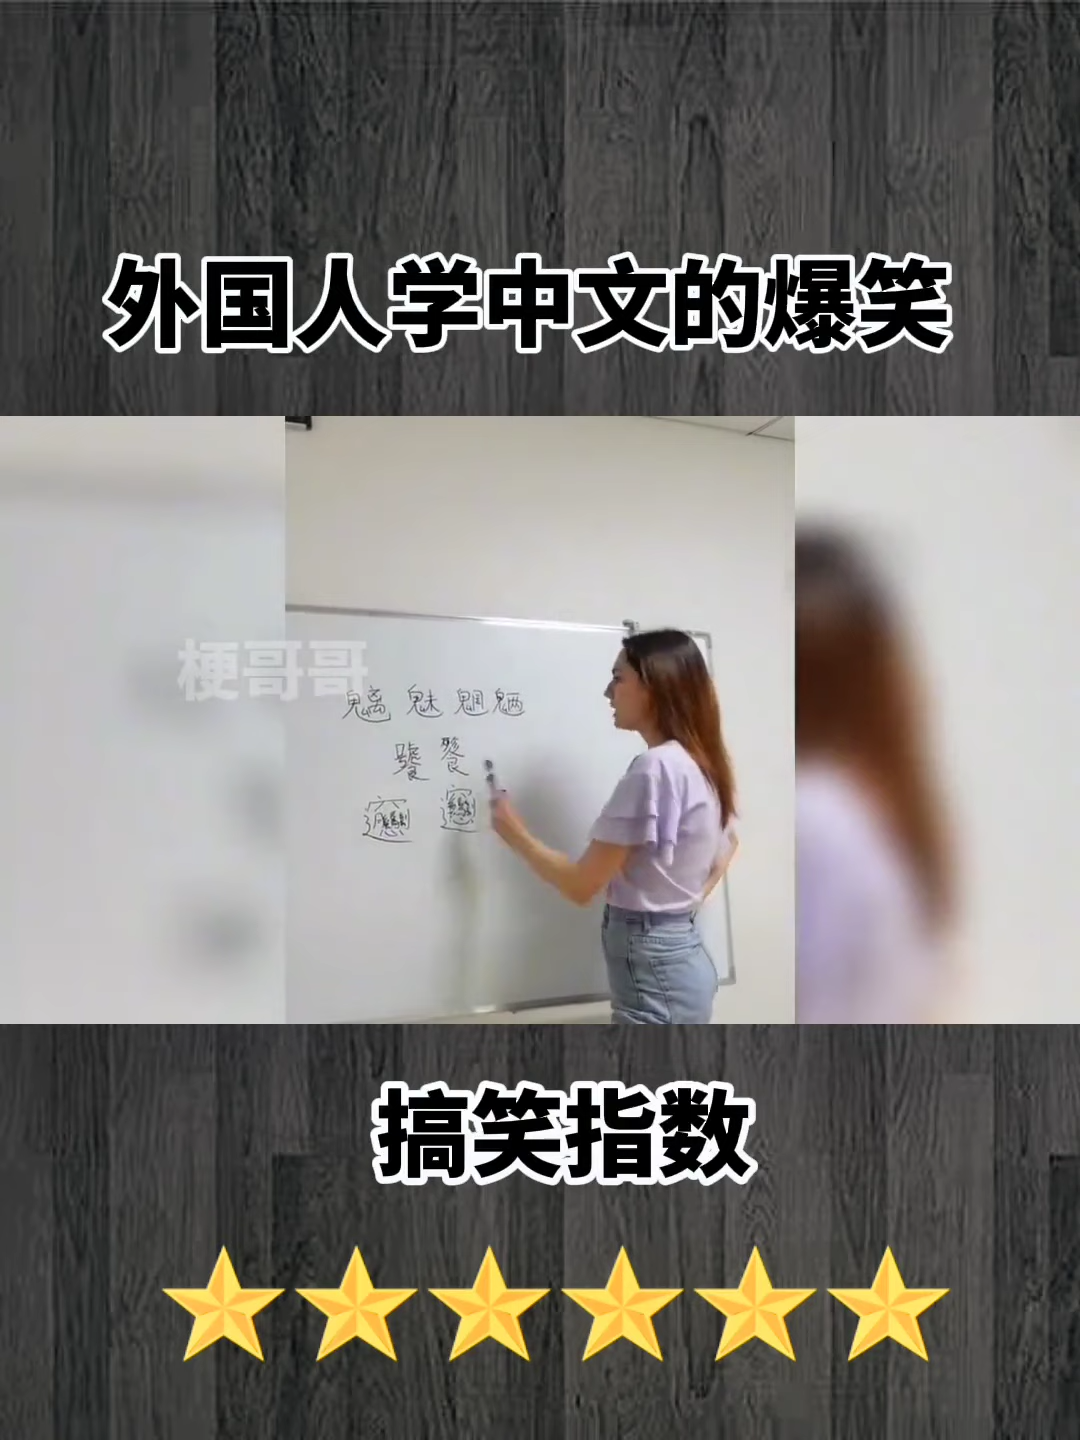 外国人学中文的爆笑
梗哥哥
魑 魅 魍 魉
饕 餮
搞笑指数